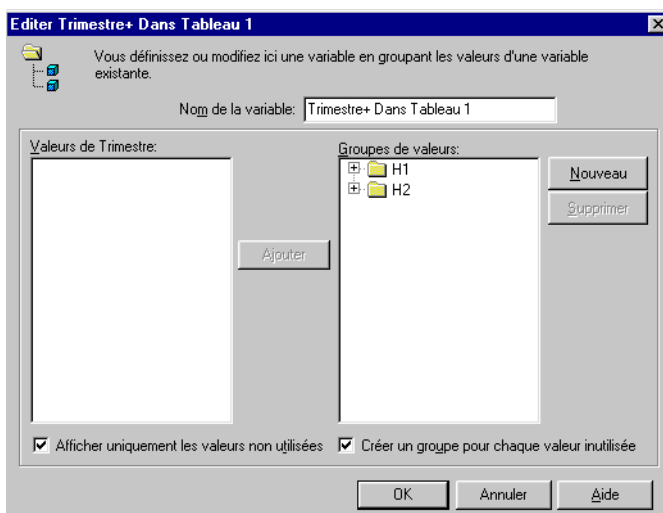 Editer Trimestre+ Dans Tableau 1
Vous définissez ou modifiez ici une variable en groupant les valeurs d'une variable
existante.
Nom de la variable: Trimestre+ Dans Tableau 1
Valeurs de Trimestre:
Groupes de valeurs:
H1
H2
Nouveau
Supprimer
Ajouter
Afficher uniquement les valeurs non utilisées
Créer un groupe pour chaque valeur inutilisée
OK
Annuler
Aide